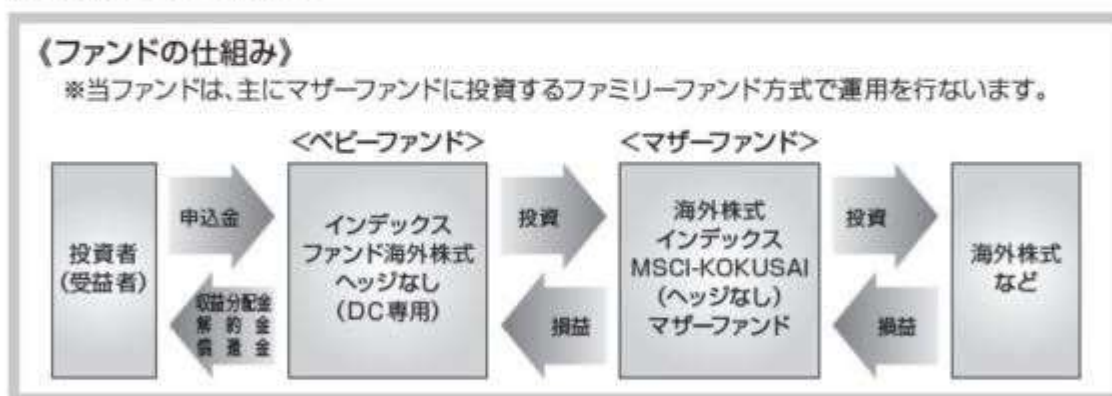 《ファンドの仕組み》
※当ファンドは、主にマザーファンドに投資するファミリーファンド方式で運用を行ないます。
<ベビーファンド>
<マザーファンド>
投資者
(受益者)
申込金
収益分配金
解約金
償還金
インデックス
ファンド海外株式
ヘッジなし
(DC専用)
投資
損益
海外株式
インデックス
MSCI-KOKUSAI
(ヘッジなし)
マザーファンド
投資
損益
海外株式
など